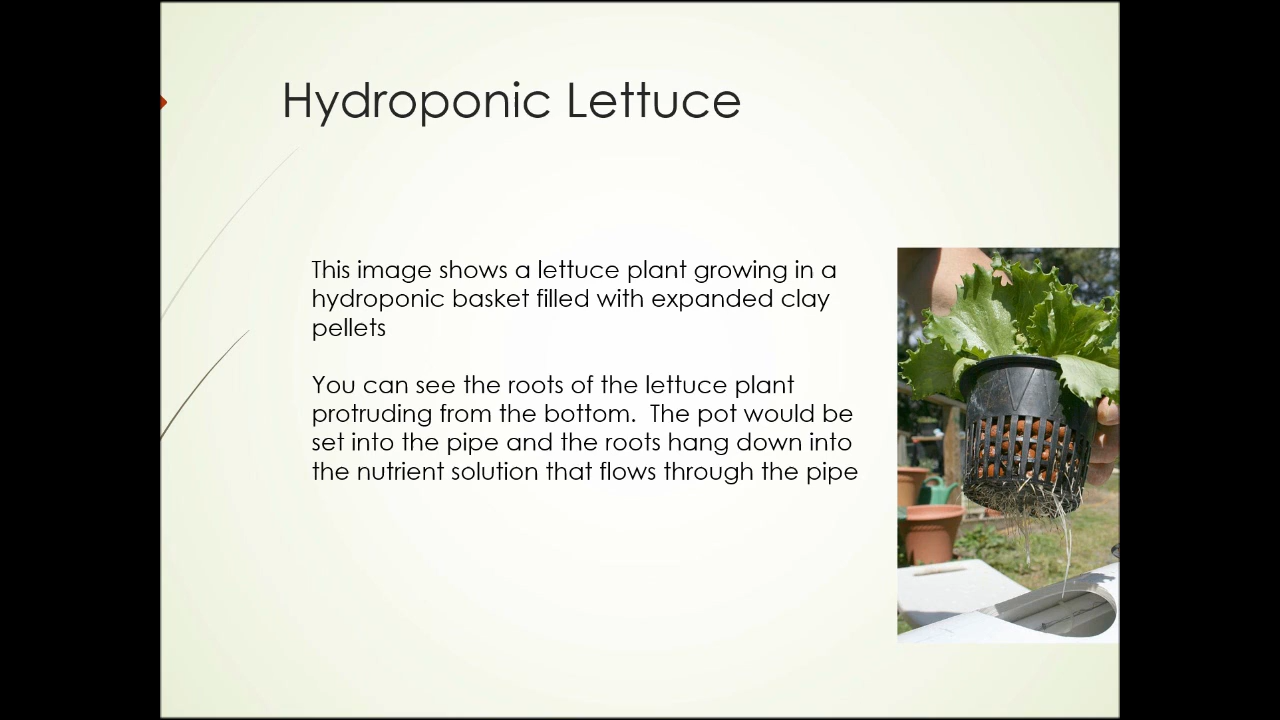 Hydroponic Lettuce
This image shows a lettuce plant growing in a
hydroponic basket filled with expanded clay
pellets
You can see the roots of the lettuce plant
protruding from the bottom.  The pot would be
set into the pipe and the roots hang down into
the nutrient solution that flows through the pipe